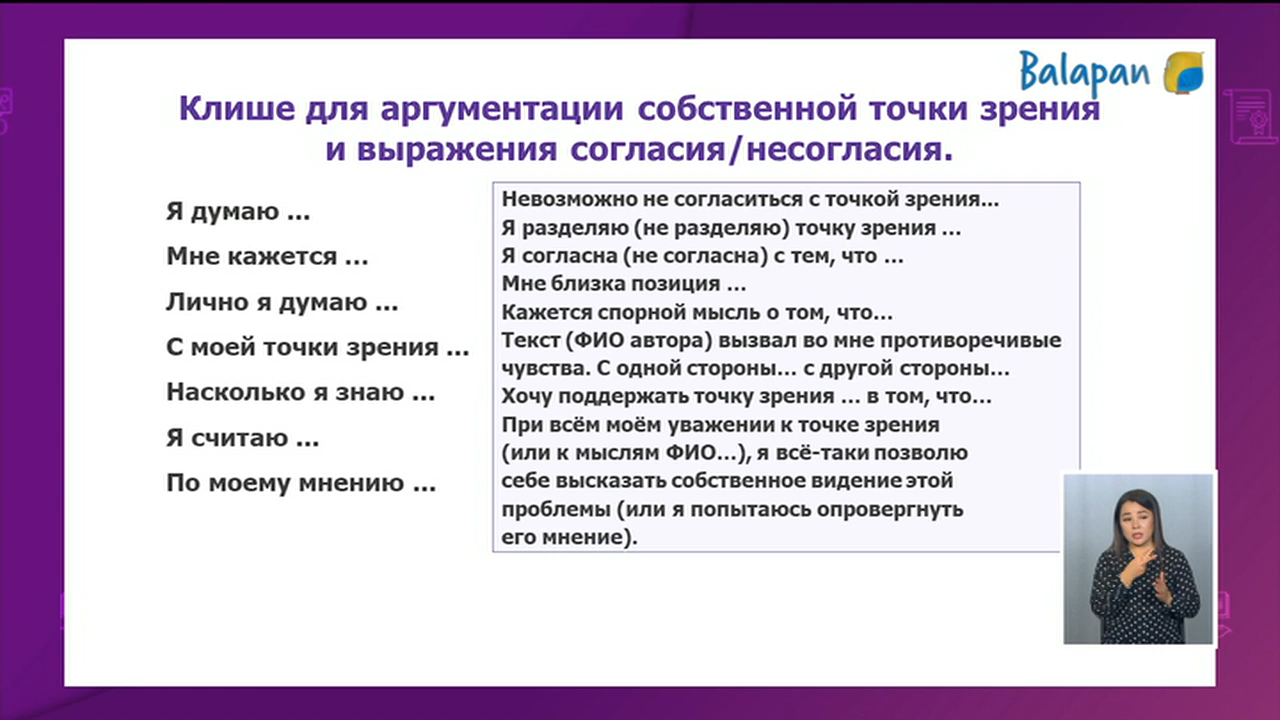 Balapan
Клише для аргументации собственной точки зрения
и выражения согласия/несогласия.
Я думаю ...
Мне кажется ...
Лично я думаю ...
С моей точки зрения ...
Насколько я знаю ...
Я считаю ...
По моему мнению ...
Невозможно не согласиться с точкой зрения...
Я разделяю (не разделяю) точку зрения ...
Я согласна (не согласна) с тем, что ...
Мне близка позиция ...
Кажется спорной мысль о том, что...
Текст (ФИО автора) вызвал во мне противоречивые
чувства. С одной стороны... с другой стороны...
Хочу поддержать точку зрения ... в том, что...
При всём моём уважении к точке зрения
(или к мыслям ФИО...), я всё-таки позволю
себе высказать собственное видение этой
проблемы (или я попытаюсь опровергнуть
его мнение).